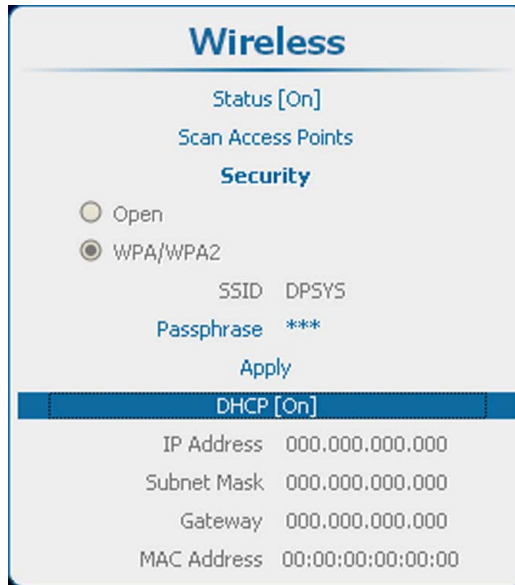 Wireless
Status [On]
Scan Access Points
Security
Open
WPA/WPA2
SSID DPSYS
Passphrase ***
Apply
DHCP [On]
IP Address 000.000.000.000
Subnet Mask 000.000.000.000
Gateway 000.000.000.000
MAC Address 00:00:00:00:00:00